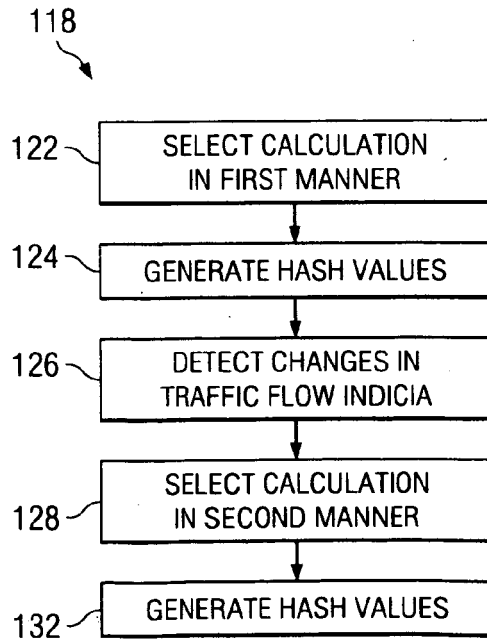 118
122
SELECT CALCULATION
IN FIRST MANNER
124
GENERATE HASH VALUES
126
DETECT CHANGES IN
TRAFFIC FLOW INDICIA
128
SELECT CALCULATION
IN SECOND MANNER
132
GENERATE HASH VALUES